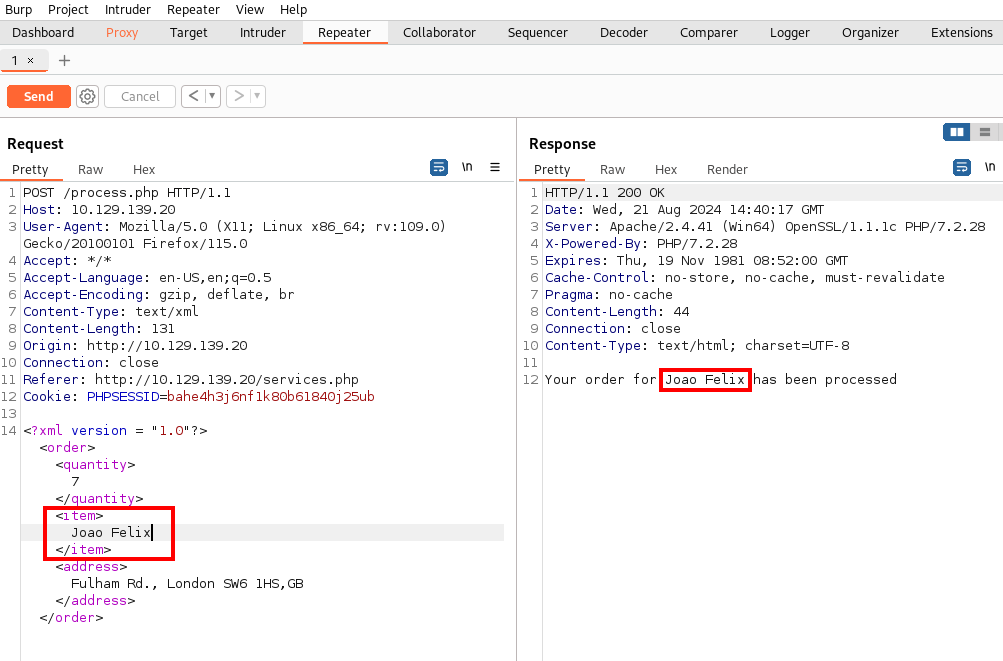 Burp Project Intruder Repeater View Help
Dashboard Proxy Target Intruder Repeater Collaborator Sequencer Decoder Comparer Logger Organizer Extensions
1 × +
Send Cancel < ▼ > ▼
Request
Pretty Raw Hex \n
1 POST /process.php HTTP/1.1
2 Host: 10.129.139.20
3 User-Agent: Mozilla/5.0 (X11; Linux x86_64; rv:109.0)
Gecko/20100101 Firefox/115.0
4 Accept: */*
5 Accept-Language: en-US,en;q=0.5
6 Accept-Encoding: gzip, deflate, br
7 Content-Type: text/xml
8 Content-Length: 131
9 Origin: http://10.129.139.20
10 Connection: close
11 Referer: http://10.129.139.20/services.php
12 Cookie: PHPSESSID=bahe4h3j6nf1k80b61840j25ub
13
14 <?xml version = "1.0"?>
<order>
<quantity>
7
</quantity>
<item>
Joao Felix
</item>
<address>
Fulham Rd., London SW6 1HS,GB
</address>
</order>
Response
Pretty Raw Hex Render \n
1 HTTP/1.1 200 OK
2 Date: Wed, 21 Aug 2024 14:40:17 GMT
3 Server: Apache/2.4.41 (Win64) OpenSSL/1.1.1c PHP/7.2.28
4 X-Powered-By: PHP/7.2.28
5 Expires: Thu, 19 Nov 1981 08:52:00 GMT
6 Cache-Control: no-store, no-cache, must-revalidate
7 Pragma: no-cache
8 Content-Length: 44
9 Connection: close
10 Content-Type: text/html; charset=UTF-8
11
12 Your order for Joao Felix has been processed